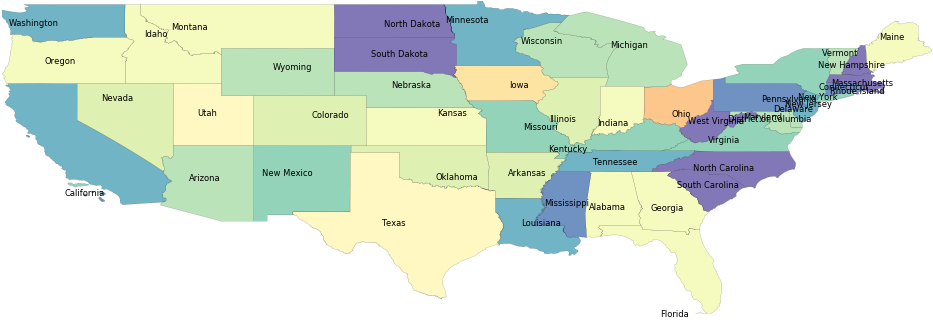 Washington
Idaho
Montana
North Dakota
Minnesota
Oregon
Wyoming
South Dakota
Wisconsin
Michigan
Maine
Vermont
New Hampshire
Massachusetts
Connecticut
Rhode Island
New York
New Jersey
Pennsylvania
Delaware
Maryland
District of Columbia
Nevada
Utah
Colorado
Nebraska
Kansas
Iowa
Illinois
Indiana
Ohio
West Virginia
Virginia
Missouri
Kentucky
Tennessee
North Carolina
South Carolina
California
Arizona
New Mexico
Oklahoma
Arkansas
Texas
Louisiana
Mississippi
Alabama
Georgia
Florida